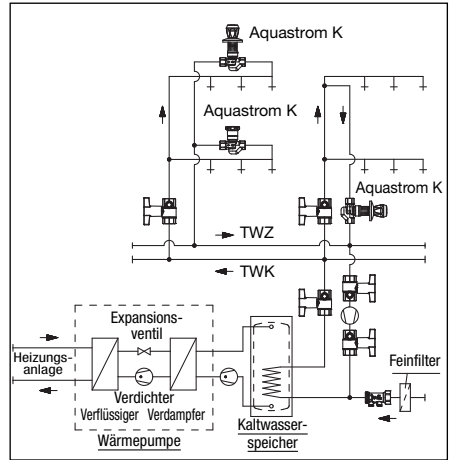 Aquastrom K
Aquastrom K
Aquastrom K
TWZ
TWK
Expansions-
ventil
Heizungs-
anlage
Verdichter
Verflüssiger Verdampfer
Wärmepumpe
Kaltwasser-
speicher
Feinfilter